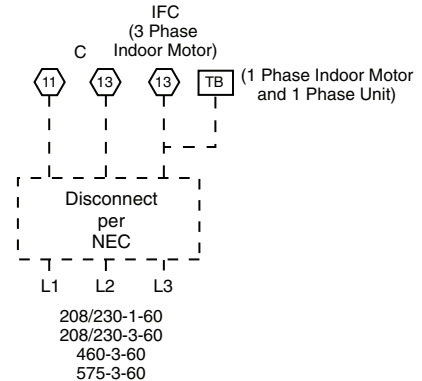 IFC
(3 Phase
Indoor Motor)
C
11 13 13 TB
(1 Phase Indoor Motor
and 1 Phase Unit)
Disconnect
per
NEC
L1 L2 L3
208/230-1-60
208/230-3-60
460-3-60
575-3-60